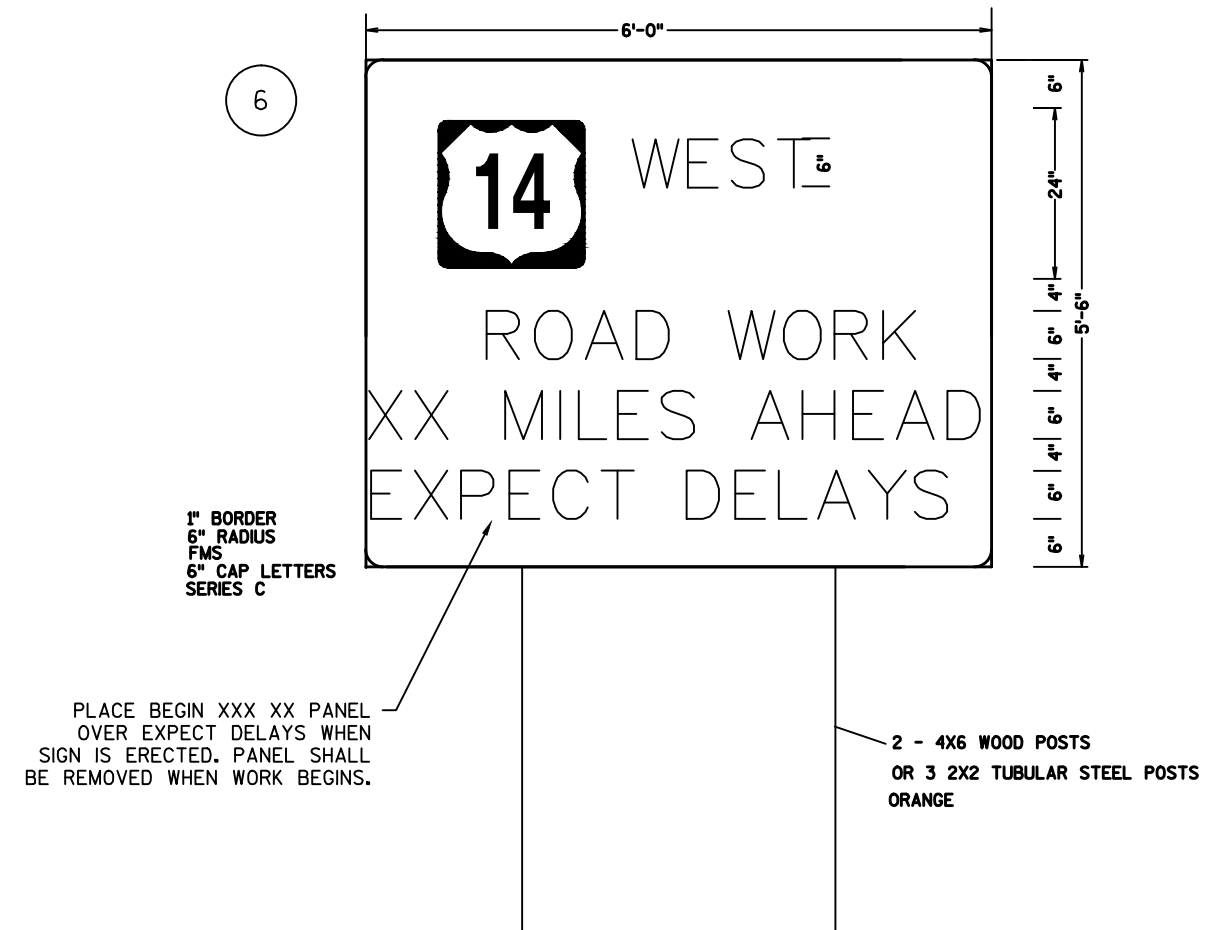 6'-0"
6
14
WEST
6"
ROAD WORK
XX MILES AHEAD
EXPECT DELAYS
6"
24"
4"
6"
4"
6"
4"
6"
6"
5'-6"
1" BORDER
6" RADIUS
FMS
6" CAP LETTERS
SERIES C
PLACE BEGIN XXX XX PANEL
OVER EXPECT DELAYS WHEN
SIGN IS ERECTED. PANEL SHALL
BE REMOVED WHEN WORK BEGINS.
2 - 4X6 WOOD POSTS
OR 3 2X2 TUBULAR STEEL POSTS
ORANGE